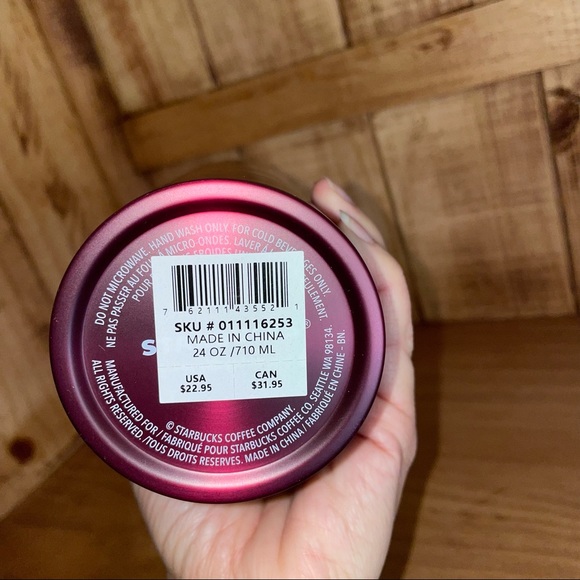 DO NOT MICROWAVE. HAND WASH ONLY. FOR COLD BEVERAGES ONLY.
NE PAS PASSER AU FOUR À MICRO-ONDES. LAVER À LA
POUR FROIDES SEULEMENT.
7 62111 43552 1
SKU # 011116253
MADE IN CHINA
24 OZ /710 ML
USA
$22.95
CAN
$31.95
S
®
© STARBUCKS COFFEE COMPANY.
MANUFACTURED FOR / FABRIQUÉ POUR STARBUCKS COFFEE CO. SEATTLE WA 98134.
ALL RIGHTS RESERVED. /TOUS DROITS RESERVES. MADE IN CHINA / FABRIQUÉ EN CHINE - BN.